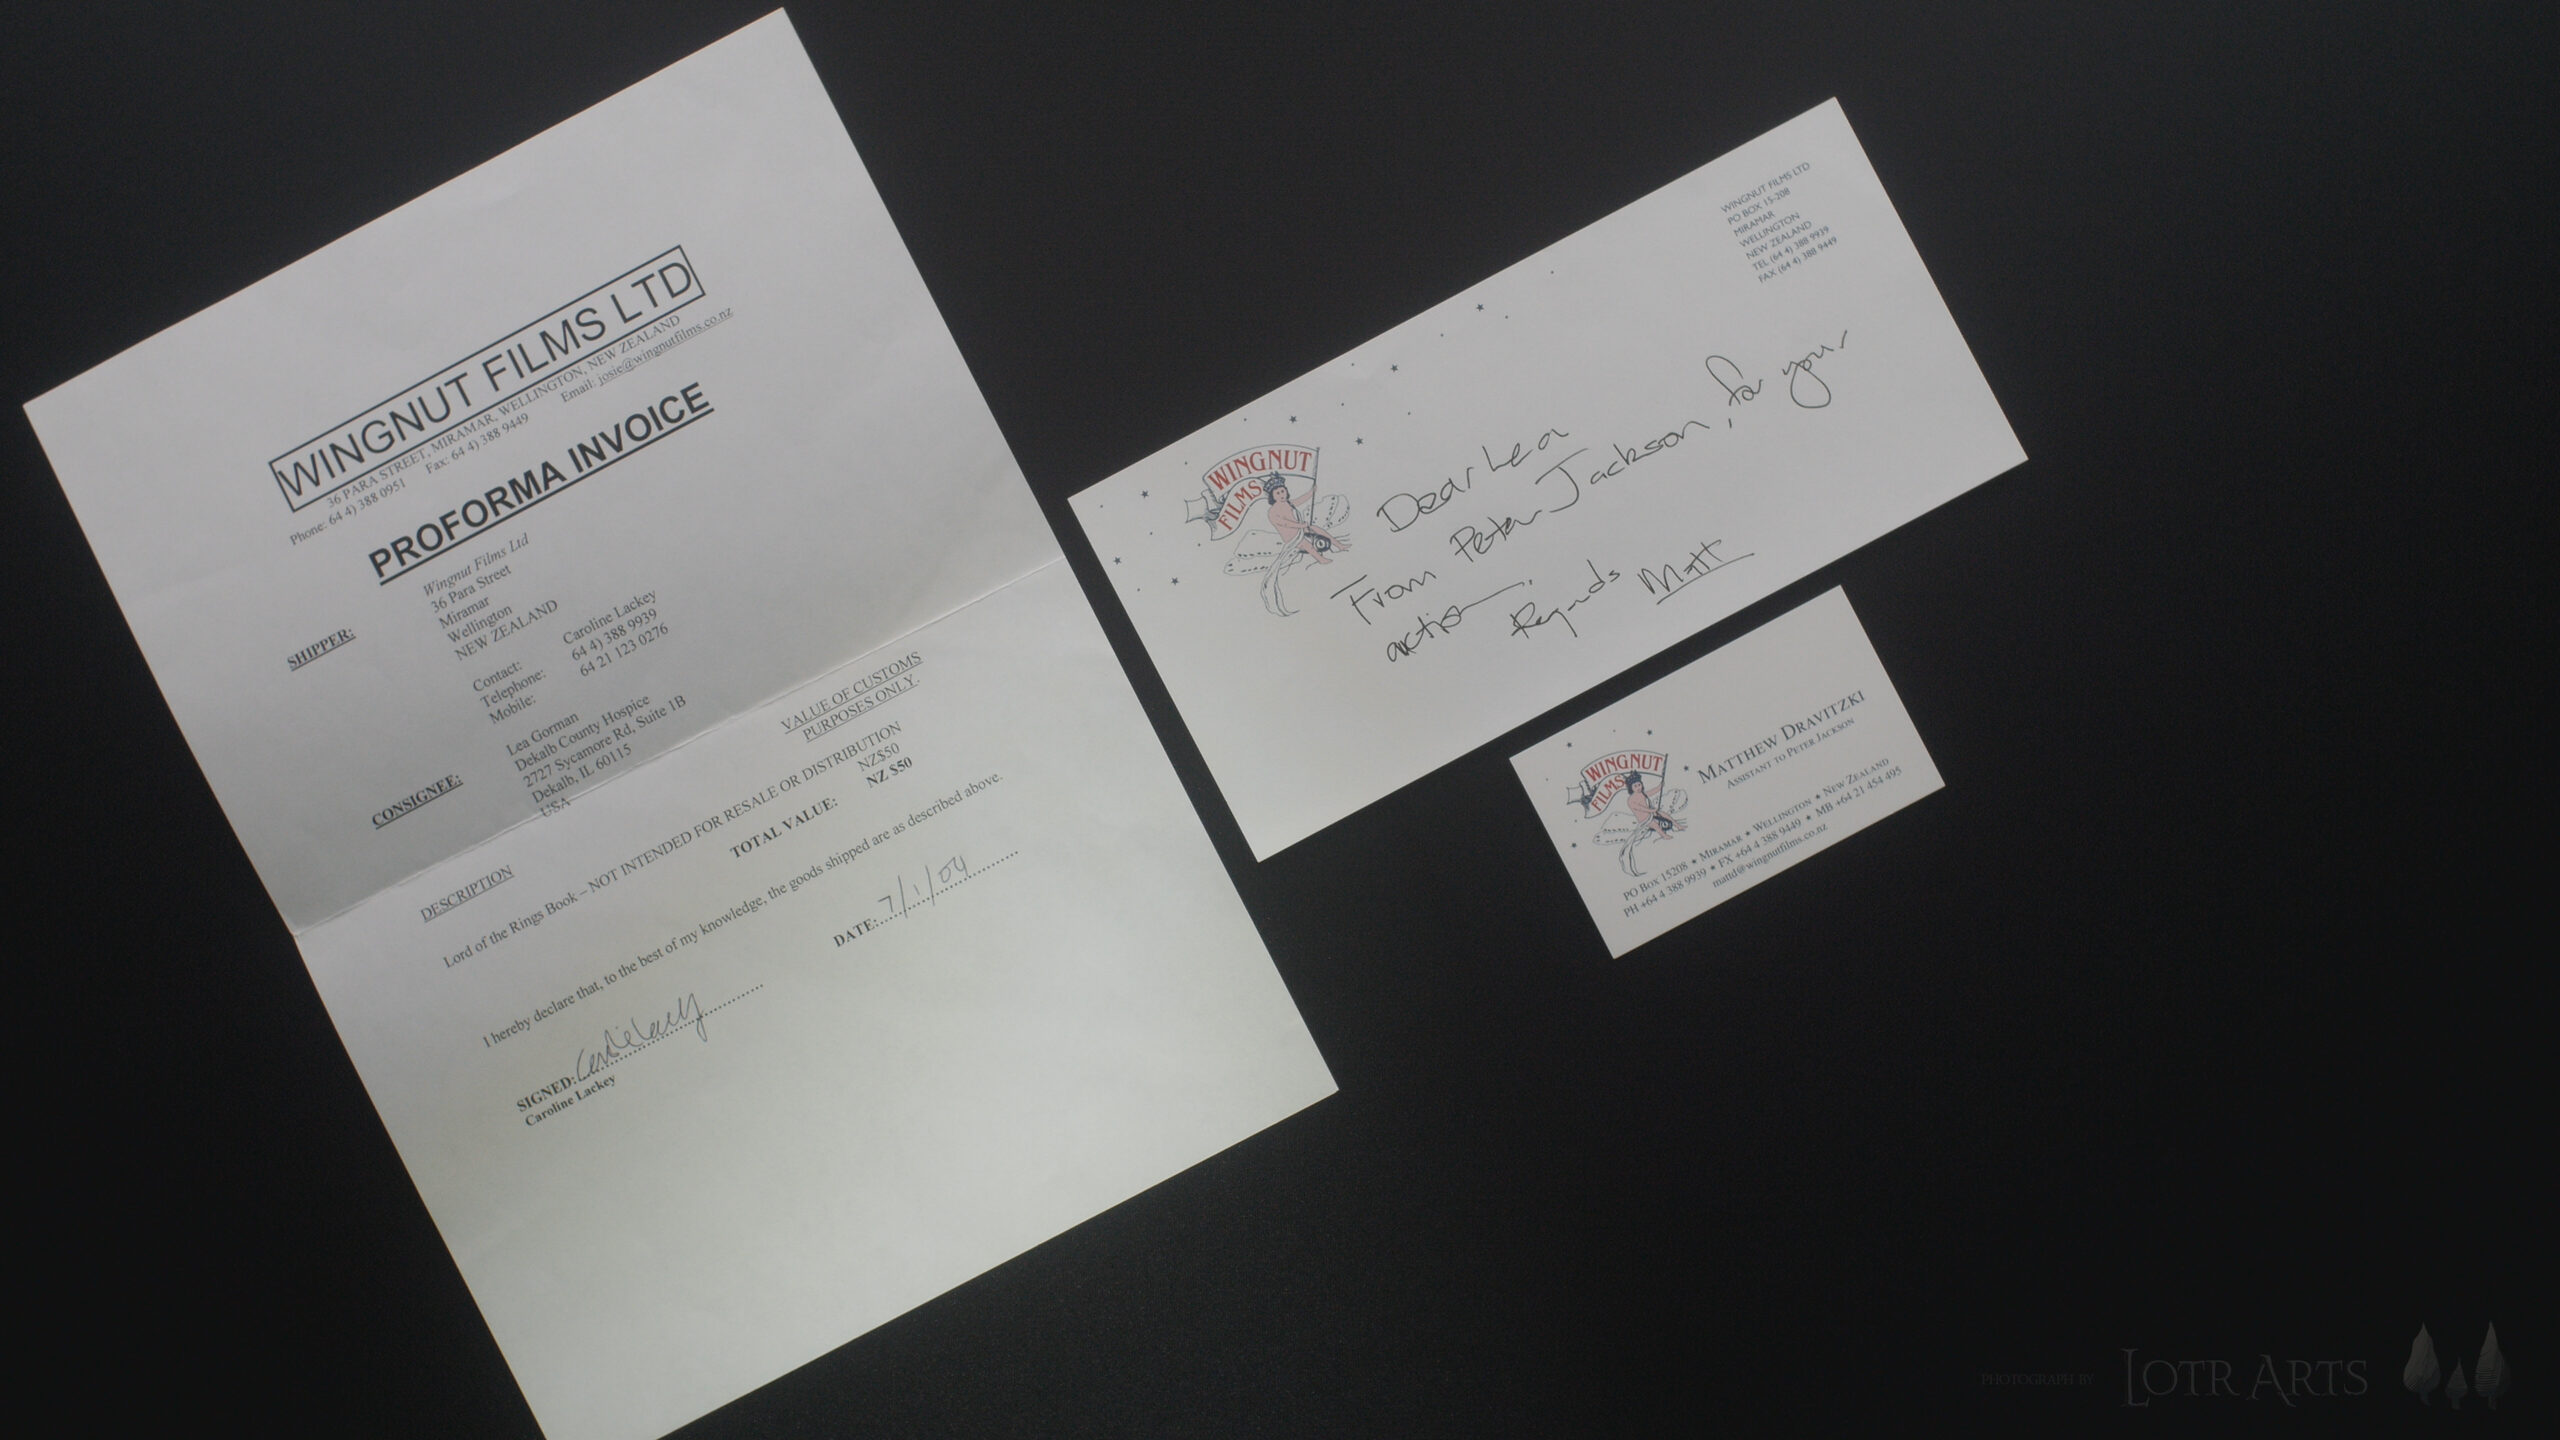 WINGNUT FILMS LTD
36 PARA STREET, MIRAMAR, WELLINGTON, NEW ZEALAND
Phone: 64 4) 388 0951 Fax: 64 4) 388 9449 Email: josie@wingnutfilms.co.nz
PROFORMA INVOICE
SHIPPER:
Wingnut Films Ltd
36 Para Street
Miramar
Wellington
NEW ZEALAND
Contact: Caroline Lackey
Telephone: 64 4) 388 9939
Mobile: 64 21 123 0276
CONSIGNEE:
Lea Gorman
Dekalb County Hospice
2727 Sycamore Rd, Suite 1B
Dekalb, IL 60115
USA
DESCRIPTION
VALUE OF CUSTOMS
PURPOSES ONLY.
Lord of the Rings Book – NOT INTENDED FOR RESALE OR DISTRIBUTION
NZ$50
TOTAL VALUE: NZ $50
I hereby declare that, to the best of my knowledge, the goods shipped are as described above.
SIGNED:
DATE: 7/1/04
Caroline Lackey
WINGNUT FILMS LTD
PO BOX 15-208
MIRAMAR
WELLINGTON
NEW ZEALAND
TEL (64 4) 388 9939
FAX (64 4) 388 9449
WINGNUT
FILMS
Dear Lea
From Peter Jackson, for your
auction.
Regards Matt
WINGNUT
FILMS
MATTHEW DRAVITZKI
ASSISTANT TO PETER JACKSON
PO BOX 15208 ★ MIRAMAR ★ WELLINGTON ★ NEW ZEALAND
PH +64 4 388 9939 ★ FX +64 4 388 9449 ★ MB +64 21 454 495
mattd@wingnutfilms.co.nz
PHOTOGRAPH BY LOTR ARTS